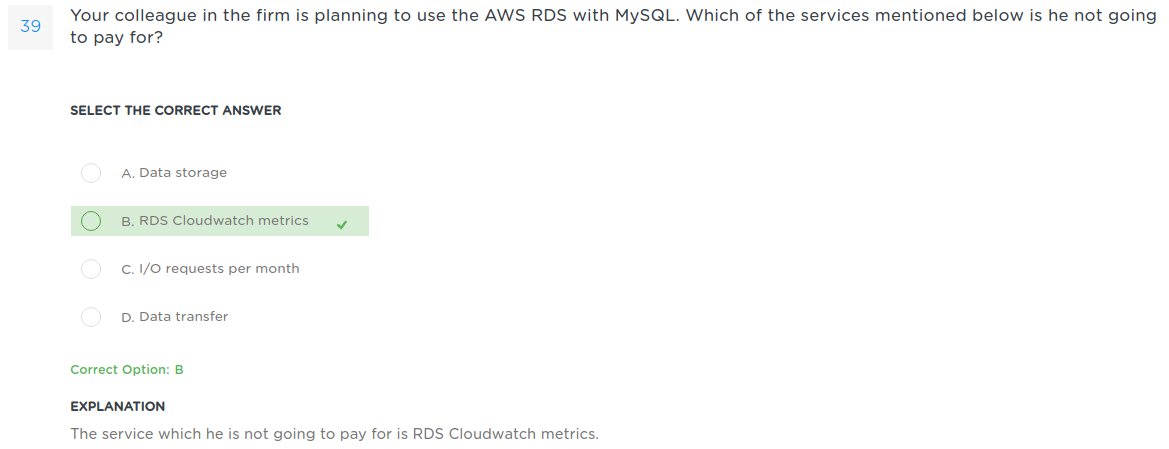 39
Your colleague in the firm is planning to use the AWS RDS with MySQL. Which of the services mentioned below is he not going
to pay for?
SELECT THE CORRECT ANSWER
A. Data storage
B. RDS Cloudwatch metrics
C. I/O requests per month
D. Data transfer
Correct Option: B
EXPLANATION
The service which he is not going to pay for is RDS Cloudwatch metrics.